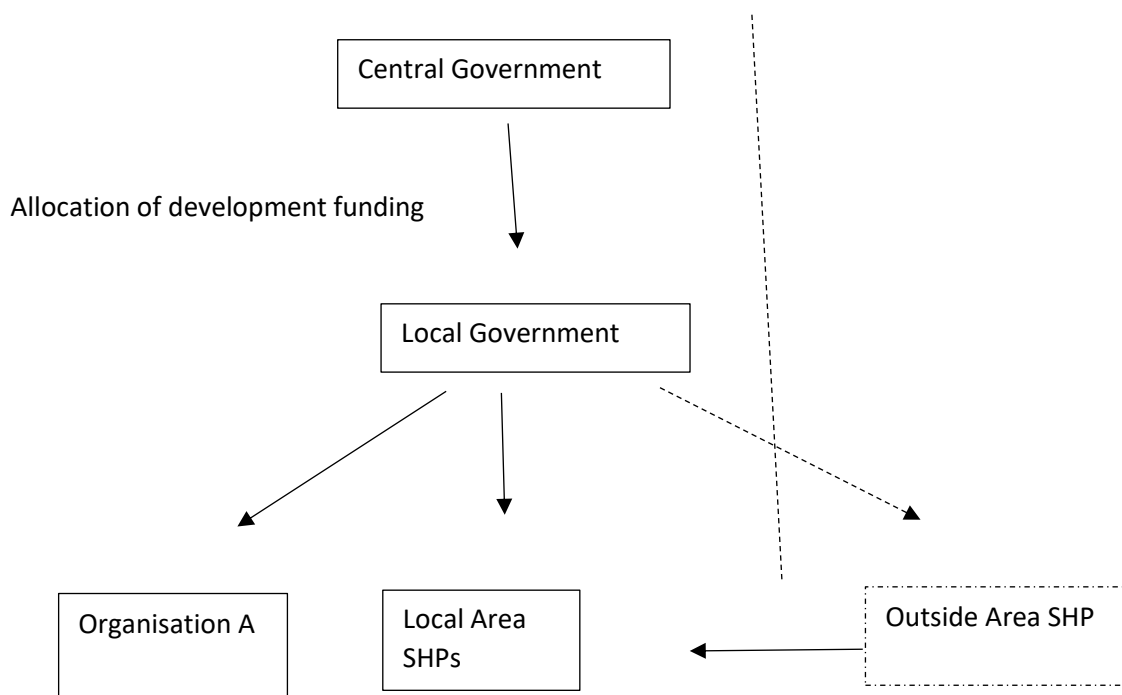 Central Government
Allocation of development funding
Local Government
Organisation A
Local Area
SHPs
Outside Area SHP